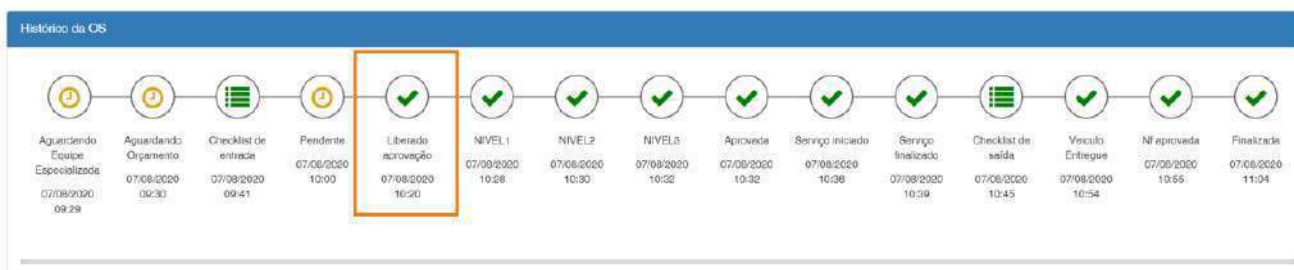 Histórico da OS
Aguardando
Equipe
Especializada
07/08/2020
09:29
Aguardando
Orçamento
07/08/2020
09:30
Checklist de
entrada
07/08/2020
09:41
Pendente
07/08/2020
10:00
Liberado
aprovação
07/08/2020
10:20
NIVEL1
07/08/2020
10:28
NIVEL2
07/08/2020
10:30
NIVEL3
07/08/2020
10:32
Aprovada
07/08/2020
10:32
Serviço iniciado
07/08/2020
10:36
Serviço
finalizado
07/08/2020
10:39
Checklist de
saída
07/08/2020
10:45
Veiculo
Entregue
07/08/2020
10:54
Nf aprovada
07/08/2020
10:55
Finalizada
07/08/2020
11:04